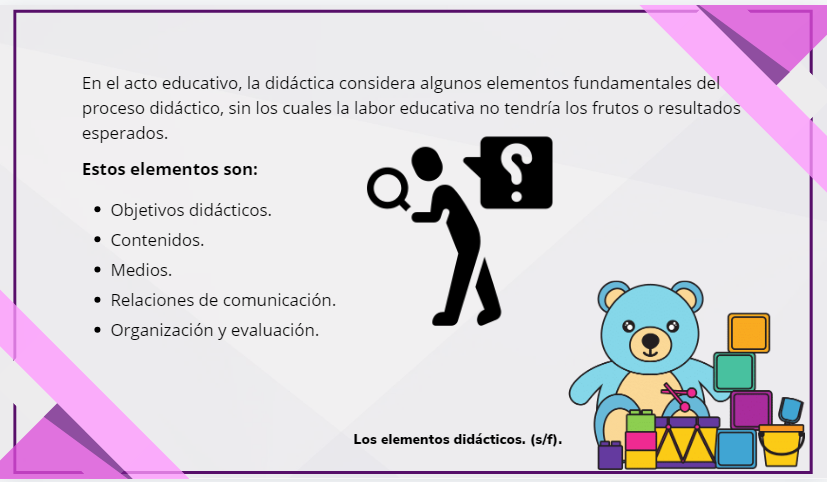 En el acto educativo, la didáctica considera algunos elementos fundamentales del
proceso didáctico, sin los cuales la labor educativa no tendría los frutos o resultados
esperados.
Estos elementos son:
• Objetivos didácticos.
• Contenidos.
• Medios.
• Relaciones de comunicación.
• Organización y evaluación.
?
Los elementos didácticos. (s/f).